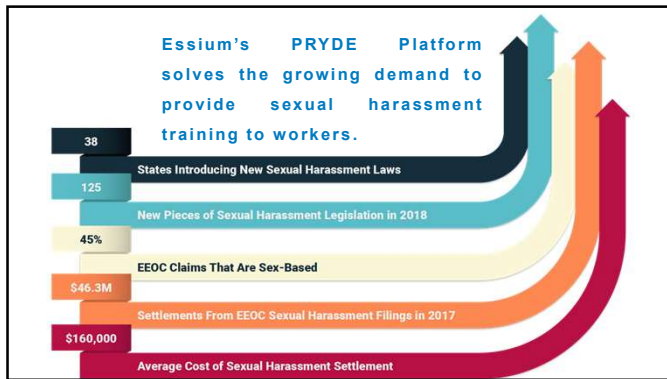 Essium's PRYDE Platform
solves the growing demand to
provide sexual harassment
training to workers.
38
States Introducing New Sexual Harassment Laws
125
New Pieces of Sexual Harassment Legislation in 2018
45%
EEOC Claims That Are Sex-Based
$46.3M
Settlements From EEOC Sexual Harassment Filings in 2017
$160,000
Average Cost of Sexual Harassment Settlement